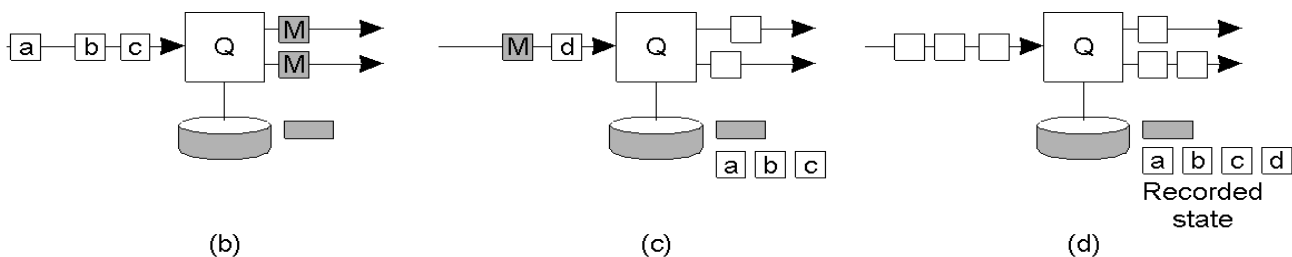 a b c Q M M
M d Q
Q
a b c
a b c d
Recorded
state
(b) (c) (d)